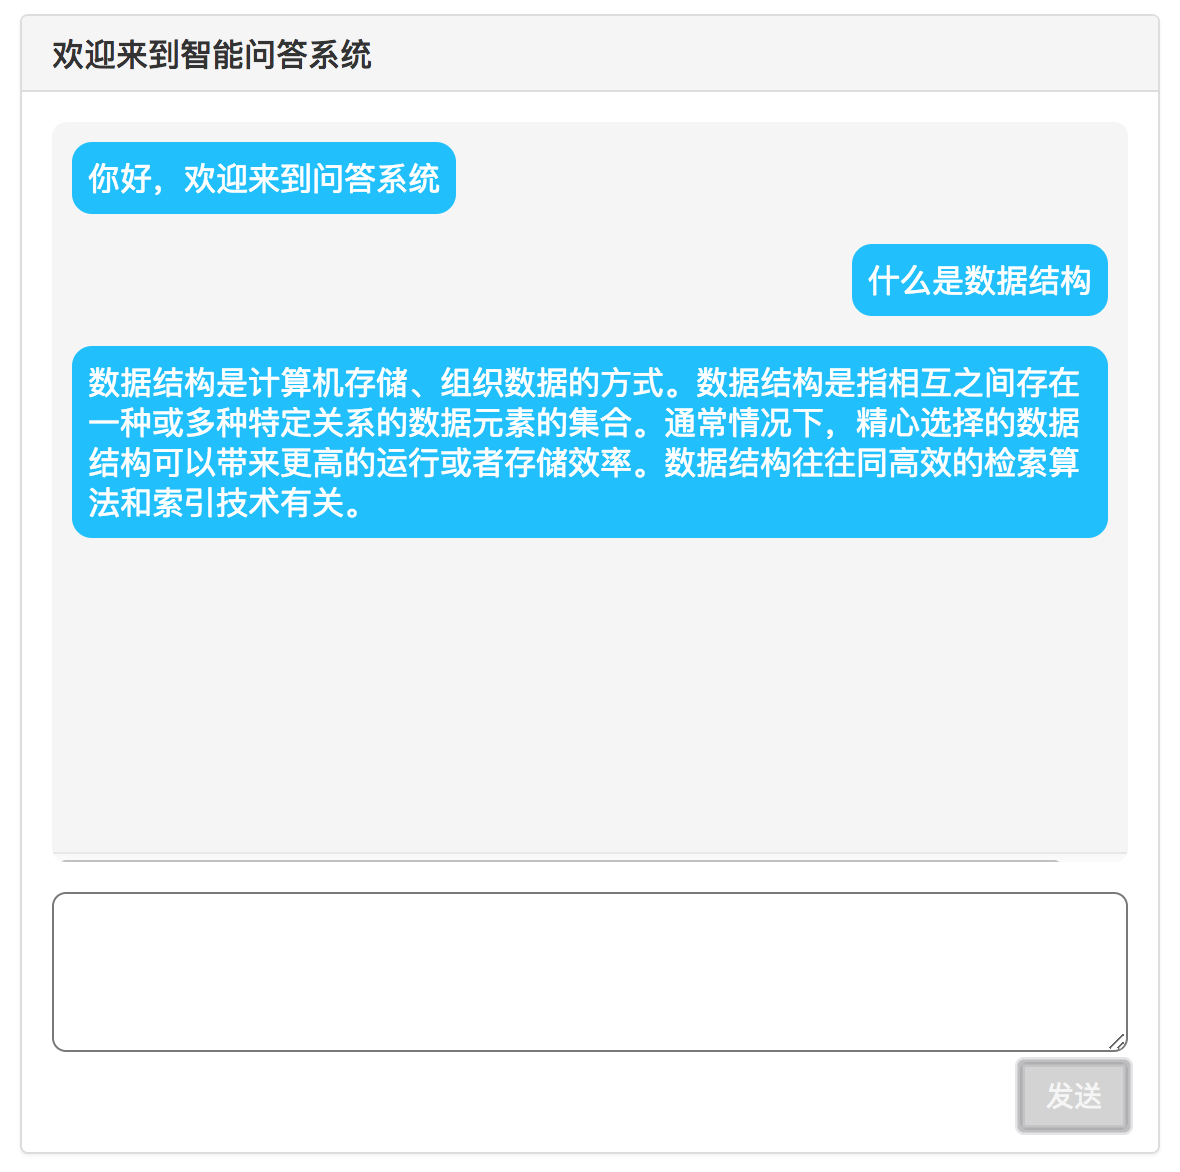 欢迎来到智能问答系统
你好，欢迎来到问答系统
什么是数据结构
数据结构是计算机存储、组织数据的方式。数据结构是指相互之间存在
一种或多种特定关系的数据元素的集合。通常情况下，精心选择的数据
结构可以带来更高的运行或者存储效率。数据结构往往同高效的检索算
法和索引技术有关。
发送